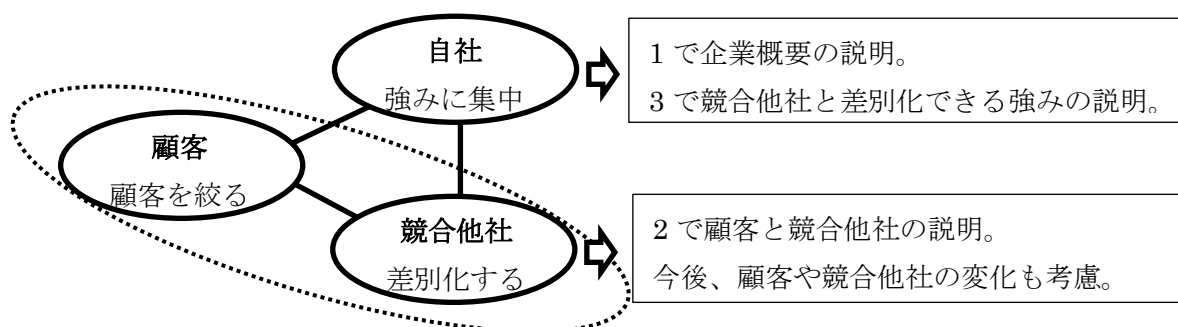 自社
強みに集中
1 で企業概要の説明。
3 で競合他社と差別化できる強みの説明。
顧客
顧客を絞る
競合他社
差別化する
2 で顧客と競合他社の説明。
今後、顧客や競合他社の変化も考慮。